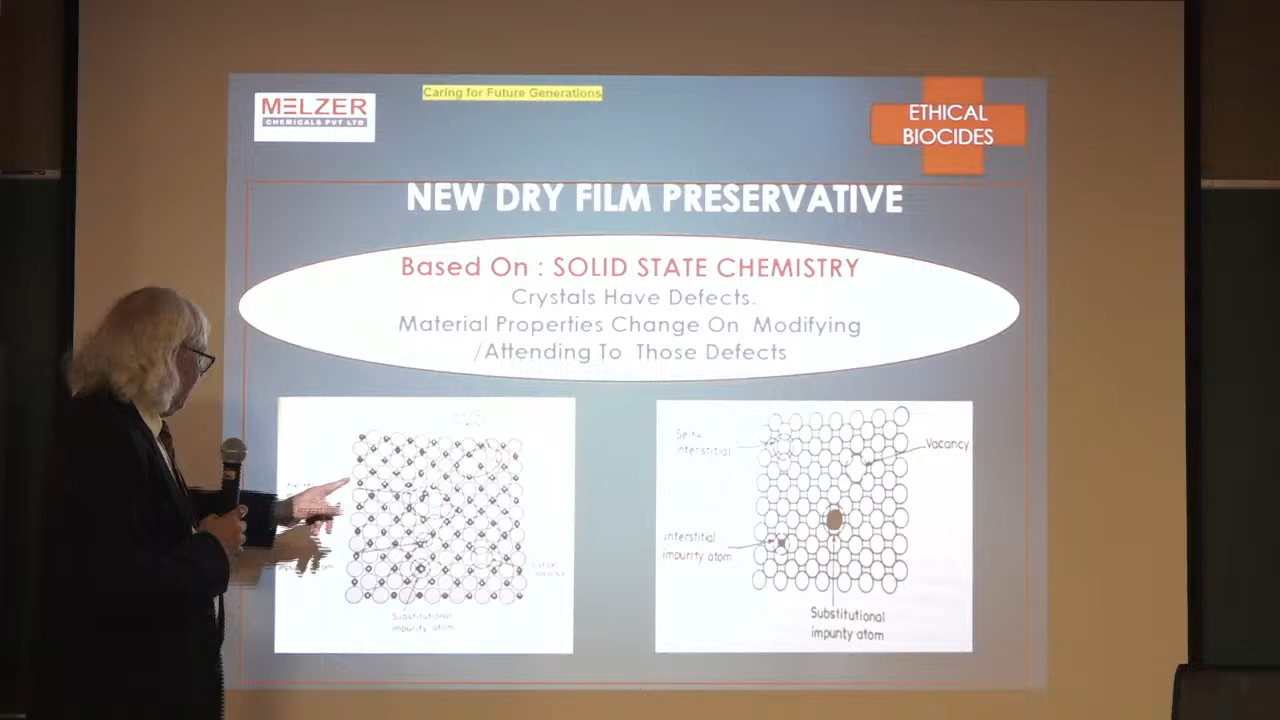 MELZER
CHEMICALS PVT LTD
Caring for Future Generations
ETHICAL
BIOCIDES
NEW DRY FILM PRESERVATIVE
Based On : SOLID STATE CHEMISTRY
Crystals Have Defects.
Material Properties Change On Modifying
/Attending To Those Defects
Substitutional
impurity atom
Self-
interstitial
Vacancy
Interstitial
impurity atom
Substitutional
impurity atom